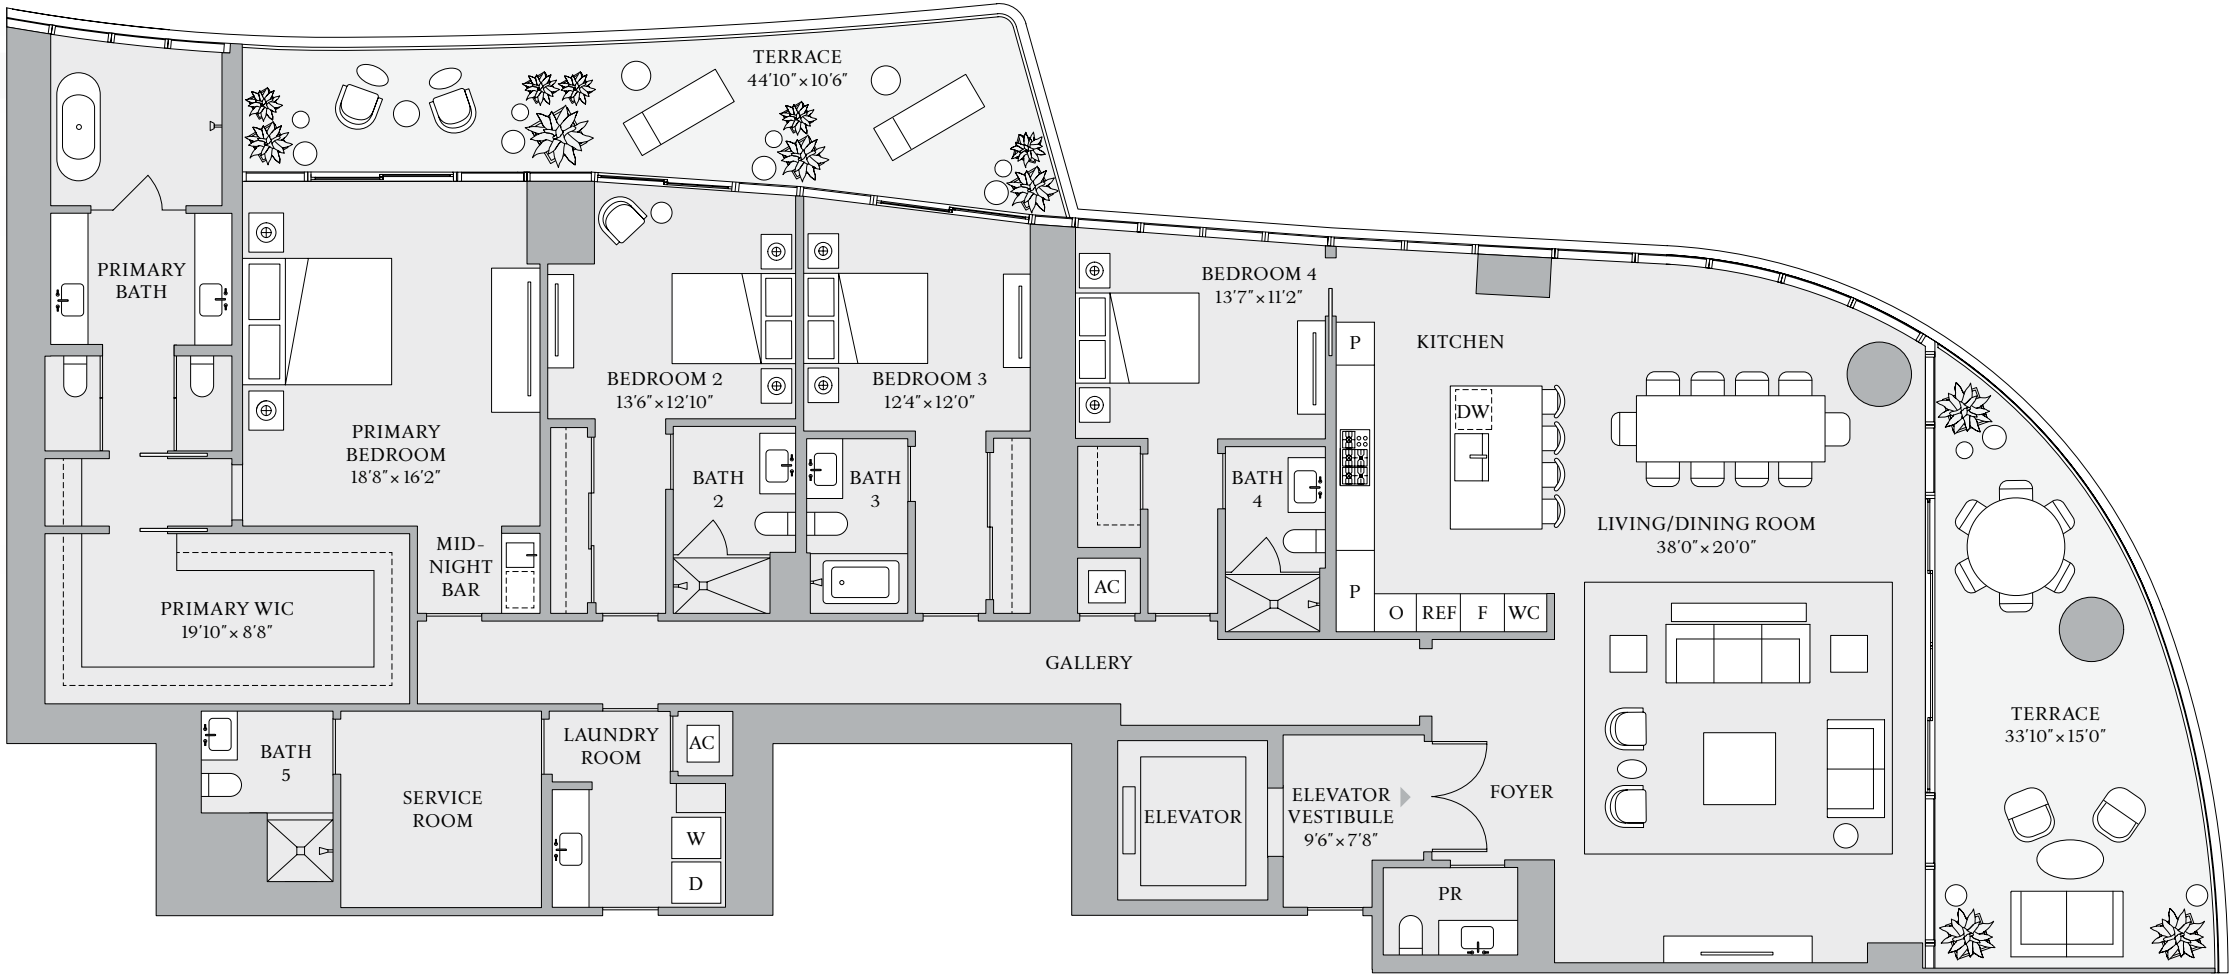 TERRACE
44'10"×10'6"
PRIMARY
BATH
PRIMARY
BEDROOM
18'8"×16'2"
BEDROOM 2
13'6"×12'10"
BEDROOM 3
12'4"×12'0"
BEDROOM 4
13'7"×11'2"
P
KITCHEN
DW
BATH
2
BATH
3
BATH
4
LIVING/DINING ROOM
38'0"×20'0"
MID-
NIGHT
BAR
AC
P
O
REF
F
WC
PRIMARY WIC
19'10"×8'8"
GALLERY
TERRACE
33'10"×15'0"
BATH
5
SERVICE
ROOM
LAUNDRY
ROOM
AC
W
D
ELEVATOR
ELEVATOR
VESTIBULE
9'6"×7'8"
FOYER
PR